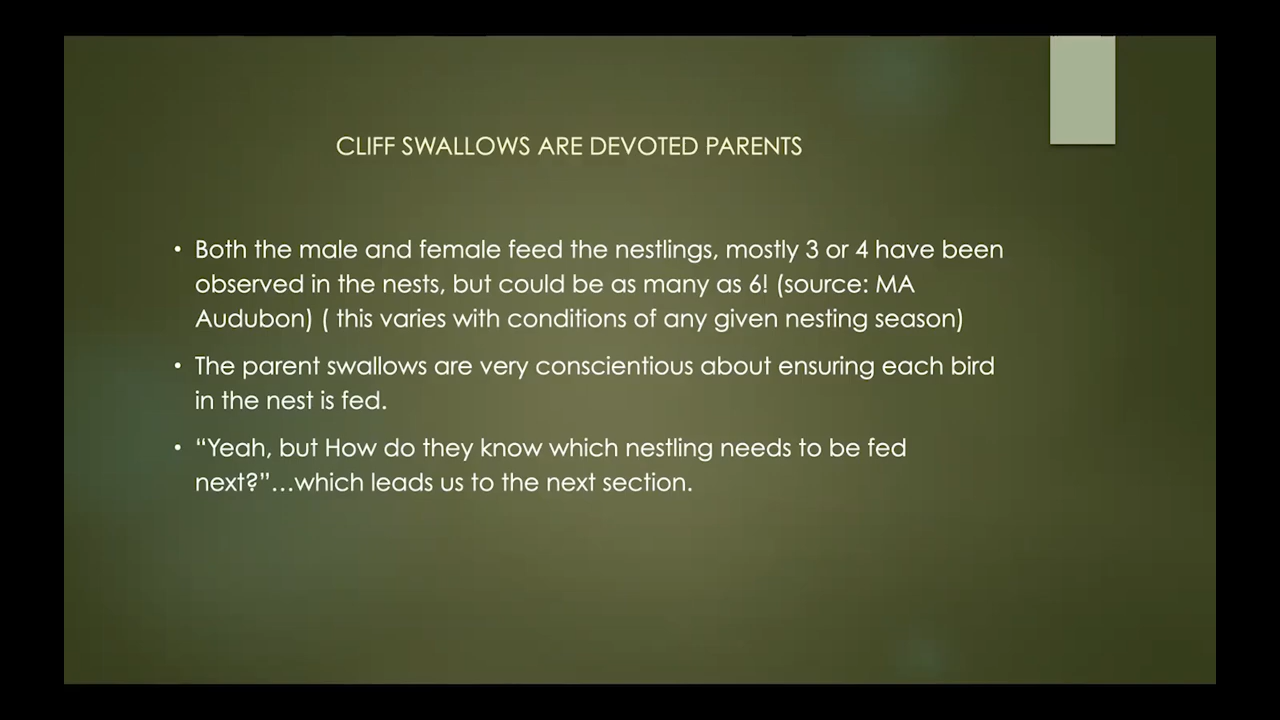 CLIFF SWALLOWS ARE DEVOTED PARENTS
• Both the male and female feed the nestlings, mostly 3 or 4 have been
observed in the nests, but could be as many as 6! (source: MA
Audubon) ( this varies with conditions of any given nesting season)
• The parent swallows are very conscientious about ensuring each bird
in the nest is fed.
• “Yeah, but How do they know which nestling needs to be fed
next?”…which leads us to the next section.